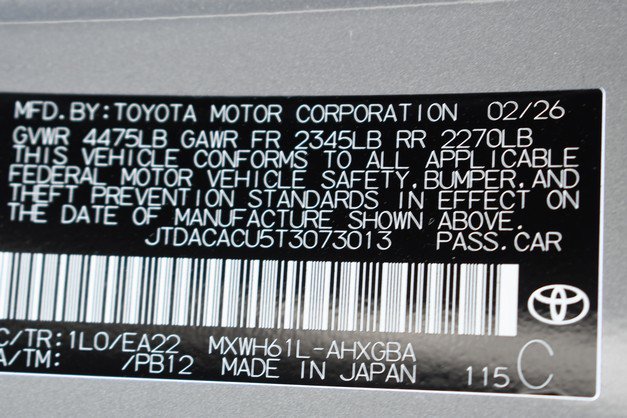 MFD.BY:TOYOTA MOTOR CORPORATION 02/26
GVWR 4475LB GAWR FR 2345LB RR 2270LB
THIS VEHICLE CONFORMS TO ALL APPLICABLE
FEDERAL MOTOR VEHICLE SAFETY,BUMPER,AND
THEFT PREVENTION STANDARDS IN EFFECT ON
THE DATE OF MANUFACTURE SHOWN ABOVE.
JTDACACU5T3073013 PASS.CAR
C/TR:1L0/EA22 MXWH61L-AHXGBA
A/TM: /PB12 MADE IN JAPAN 115 C